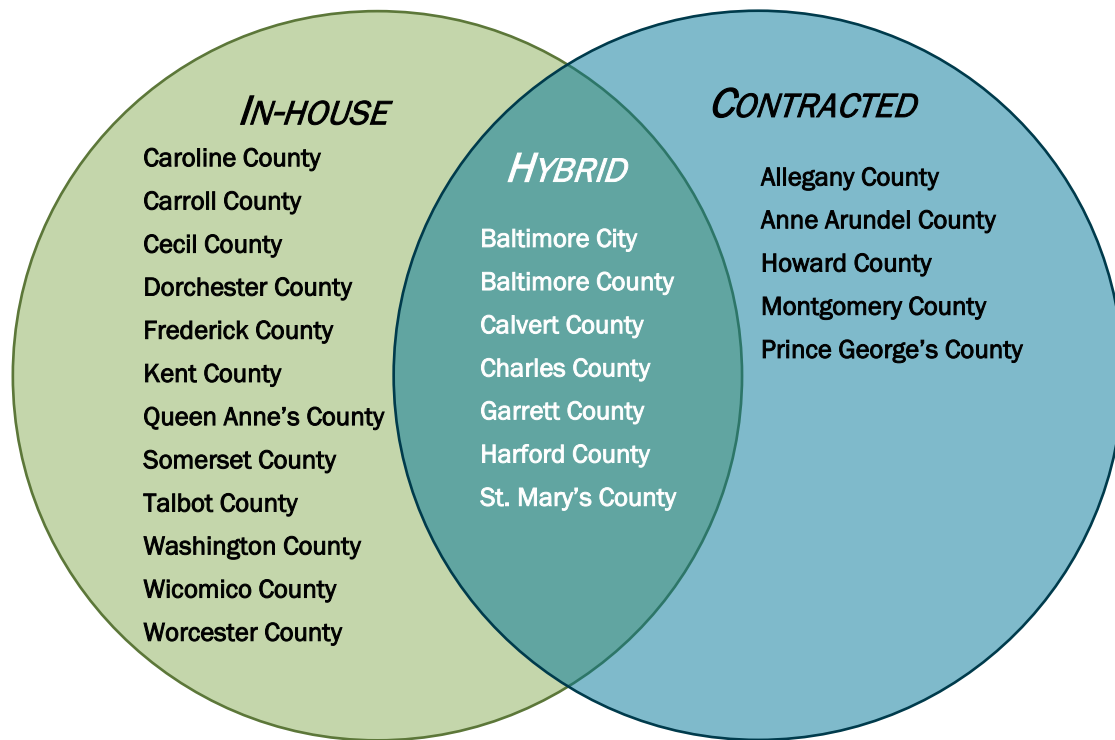 IN-HOUSE
Caroline County
Carroll County
Cecil County
Dorchester County
Frederick County
Kent County
Queen Anne’s County
Somerset County
Talbot County
Washington County
Wicomico County
Worcester County
HYBRID
Baltimore City
Baltimore County
Calvert County
Charles County
Garrett County
Harford County
St. Mary’s County
CONTRACTED
Allegany County
Anne Arundel County
Howard County
Montgomery County
Prince George’s County